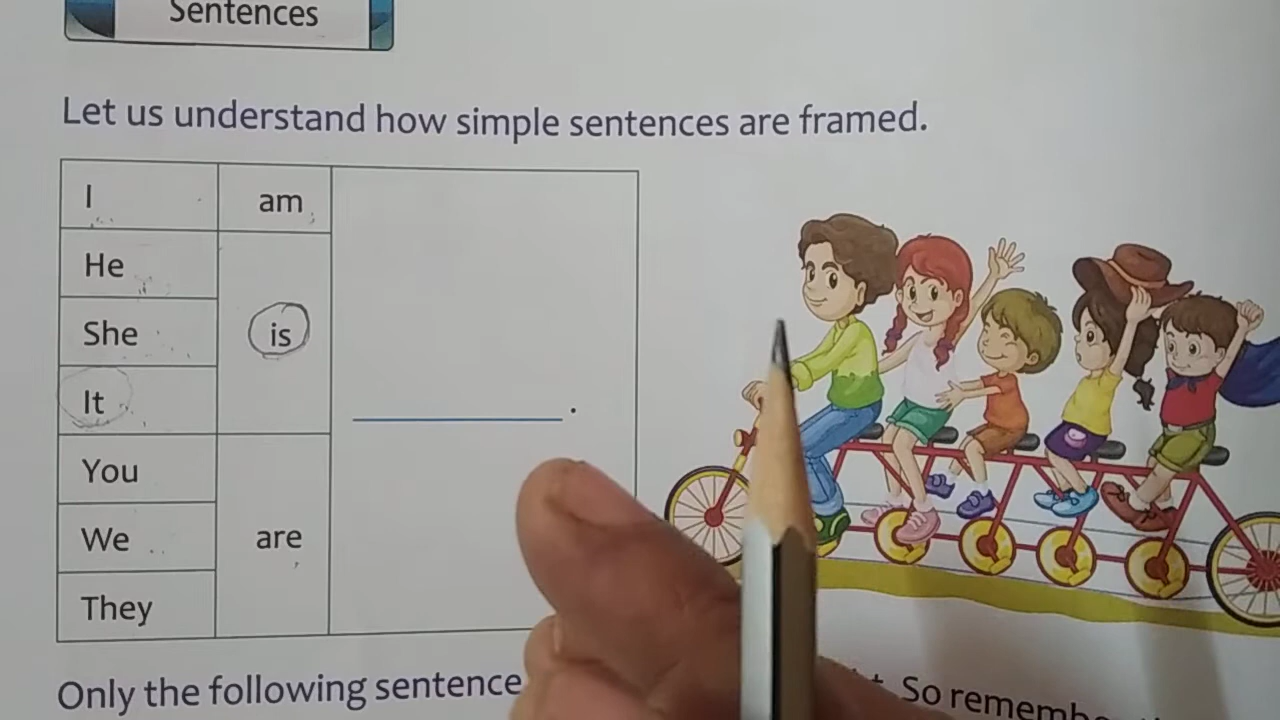 Sentences
Let us understand how simple sentences are framed.
I am
He
She is
It
.
You
We are
They
Only the following sentence So remember